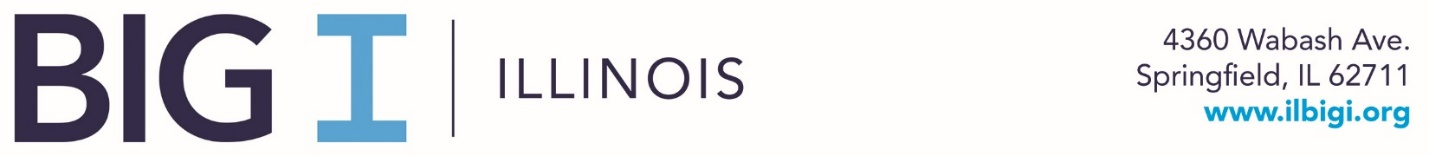 BIG I ILLINOIS
4360 Wabash Ave.
Springfield, IL 62711
www.ilbigi.org